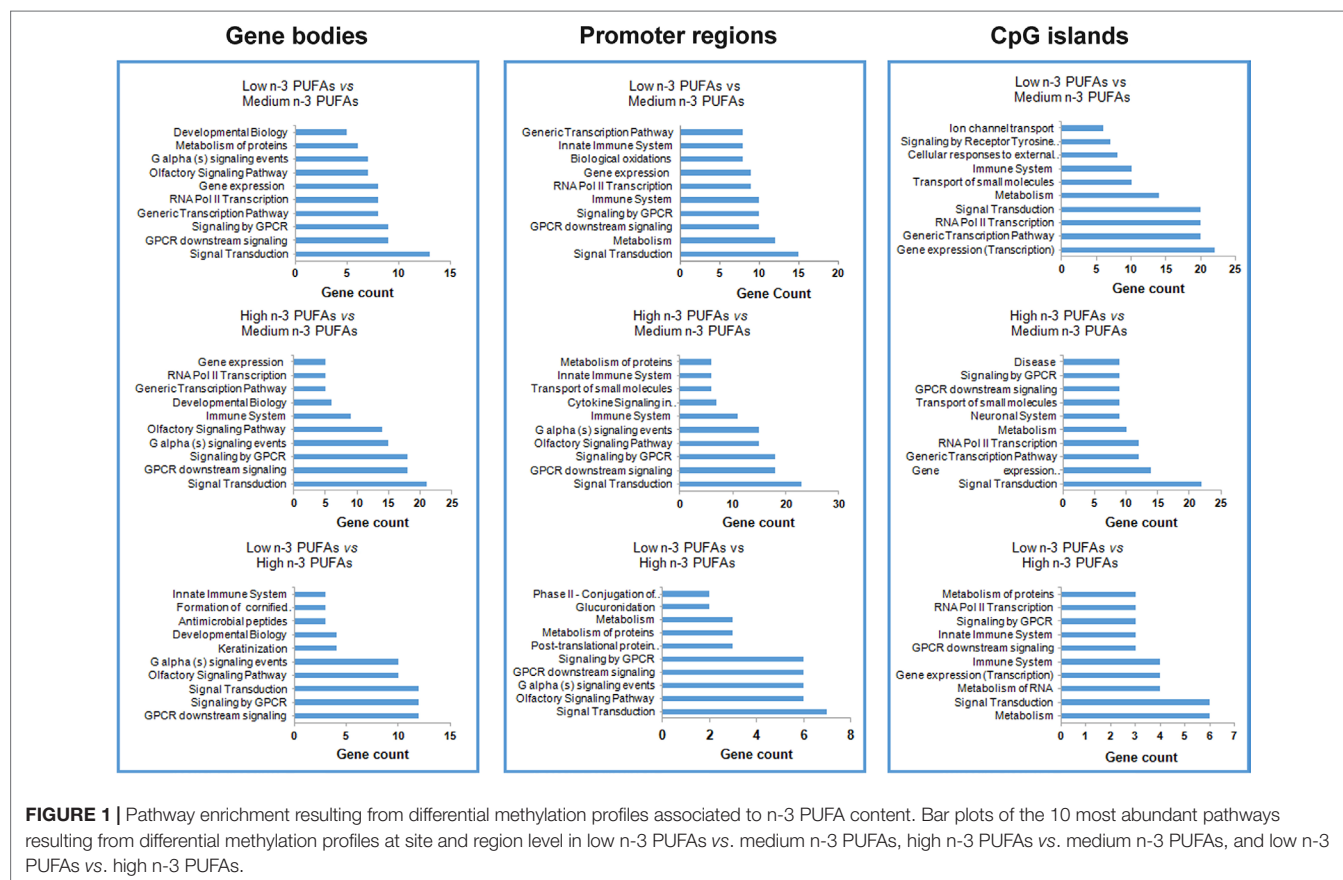 Gene bodies
Low n-3 PUFAs vs
Medium n-3 PUFAs
Developmental Biology
Metabolism of proteins
G alpha (s) signaling events
Olfactory Signaling Pathway
Gene expression
RNA Pol II Transcription
Generic Transcription Pathway
Signaling by GPCR
GPCR downstream signaling
Signal Transduction
0 5 10 15
Gene count
High n-3 PUFAs vs
Medium n-3 PUFAs
Gene expression
RNA Pol II Transcription
Generic Transcription Pathway
Developmental Biology
Immune System
Olfactory Signaling Pathway
G alpha (s) signaling events
Signaling by GPCR
GPCR downstream signaling
Signal Transduction
0 5 10 15 20 25
Gene count
Low n-3 PUFAs vs
High n-3 PUFAs
Innate Immune System
Formation of cornified..
Antimicrobial peptides
Developmental Biology
Keratinization
G alpha (s) signaling events
Olfactory Signaling Pathway
Signal Transduction
Signaling by GPCR
GPCR downstream signaling
0 5 10 15
Gene count
Promoter regions
Low n-3 PUFAs vs
Medium n-3 PUFAs
Generic Transcription Pathway
Innate Immune System
Biological oxidations
Gene expression
RNA Pol II Transcription
Immune System
Signaling by GPCR
GPCR downstream signaling
Metabolism
Signal Transduction
0 5 10 15 20
Gene Count
High n-3 PUFAs vs
Medium n-3 PUFAs
Metabolism of proteins
Innate Immune System
Transport of small molecules
Cytokine Signaling in..
Immune System
G alpha (s) signaling events
Olfactory Signaling Pathway
Signaling by GPCR
GPCR downstream signaling
Signal Transduction
0 10 20 30
Gene count
Low n-3 PUFAs vs
High n-3 PUFAs
Phase II - Conjugation of..
Glucuronidation
Metabolism
Metabolism of proteins
Post-translational protein..
Signaling by GPCR
GPCR downstream signaling
G alpha (s) signaling events
Olfactory Signaling Pathway
Signal Transduction
0 2 4 6 8
Gene count
CpG islands
Low n-3 PUFAs vs
Medium n-3 PUFAs
Ion channel transport
Signaling by Receptor Tyrosine..
Cellular responses to external..
Immune System
Transport of small molecules
Metabolism
Signal Transduction
RNA Pol II Transcription
Generic Transcription Pathway
Gene expression (Transcription)
0 5 10 15 20 25
Gene count
High n-3 PUFAs vs
Medium n-3 PUFAs
Disease
Signaling by GPCR
GPCR downstream signaling
Transport of small molecules
Neuronal System
Metabolism
RNA Pol II Transcription
Generic Transcription Pathway
Gene expression..
Signal Transduction
0 5 10 15 20 25
Gene count
Low n-3 PUFAs vs
High n-3 PUFAs
Metabolism of proteins
RNA Pol II Transcription
Signaling by GPCR
Innate Immune System
GPCR downstream signaling
Immune System
Gene expression (Transcription)
Metabolism of RNA
Signal Transduction
Metabolism
0 1 2 3 4 5 6 7
Gene count
FIGURE 1 | Pathway enrichment resulting from differential methylation profiles associated to n-3 PUFA content. Bar plots of the 10 most abundant pathways
resulting from differential methylation profiles at site and region level in low n-3 PUFAs vs. medium n-3 PUFAs, high n-3 PUFAs vs. medium n-3 PUFAs, and low n-3
PUFAs vs. high n-3 PUFAs.